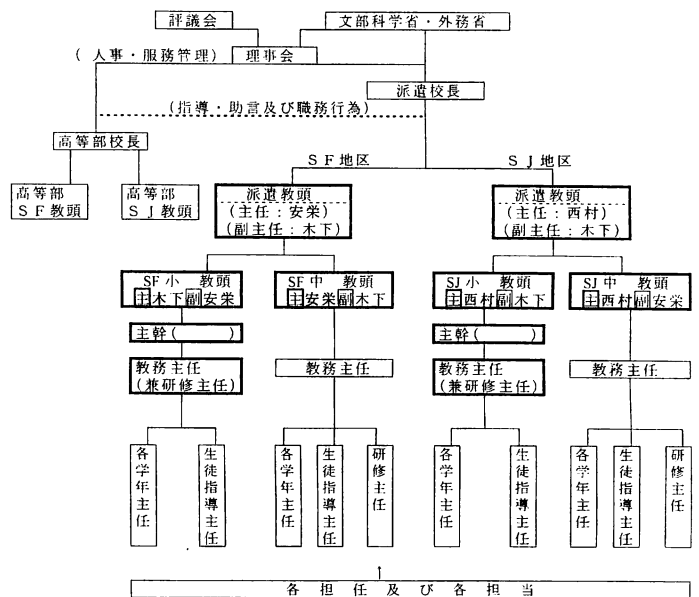 評議会
文部科学省・外務省
(人事・服務管理)
理事会
派遣校長
(指導・助言及び職務行為)
高等部校長
SF地区
SJ地区
高等部
SF教頭
高等部
SJ教頭
派遣教頭
(主任:安栄)
(副主任:木下)
派遣教頭
(主任:西村)
(副主任:木下)
SF小 教頭
主木下副安栄
SF中 教頭
主安栄副木下
SJ小 教頭
主西村副木下
SJ中 教頭
主西村副安栄
主幹( )
主幹( )
教務主任
(兼研修主任)
教務主任
教務主任
(兼研修主任)
教務主任
各学年主任
生徒指導主任
各学年主任
生徒指導主任
研修主任
各学年主任
生徒指導主任
各学年主任
生徒指導主任
研修主任
各担任及び各担当